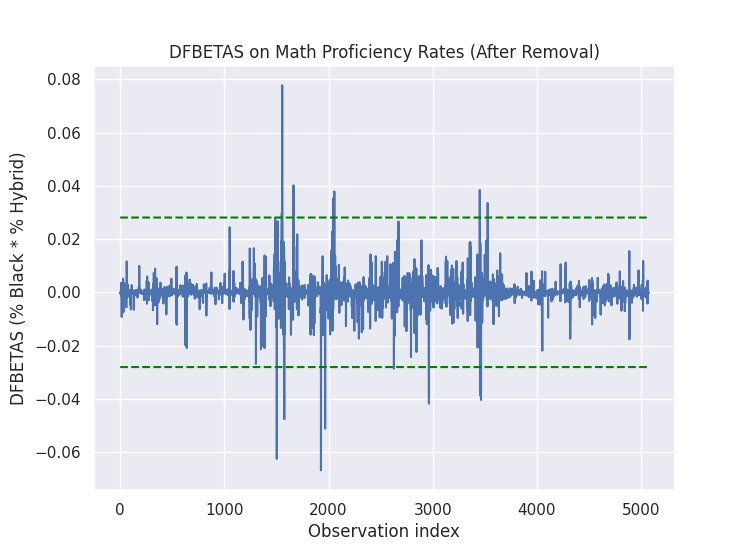 DFBETAS on Math Proficiency Rates (After Removal)
DFBETAS (% Black * % Hybrid)
0.08
0.06
0.04
0.02
0.00
−0.02
−0.04
−0.06
0 1000 2000 3000 4000 5000
Observation index